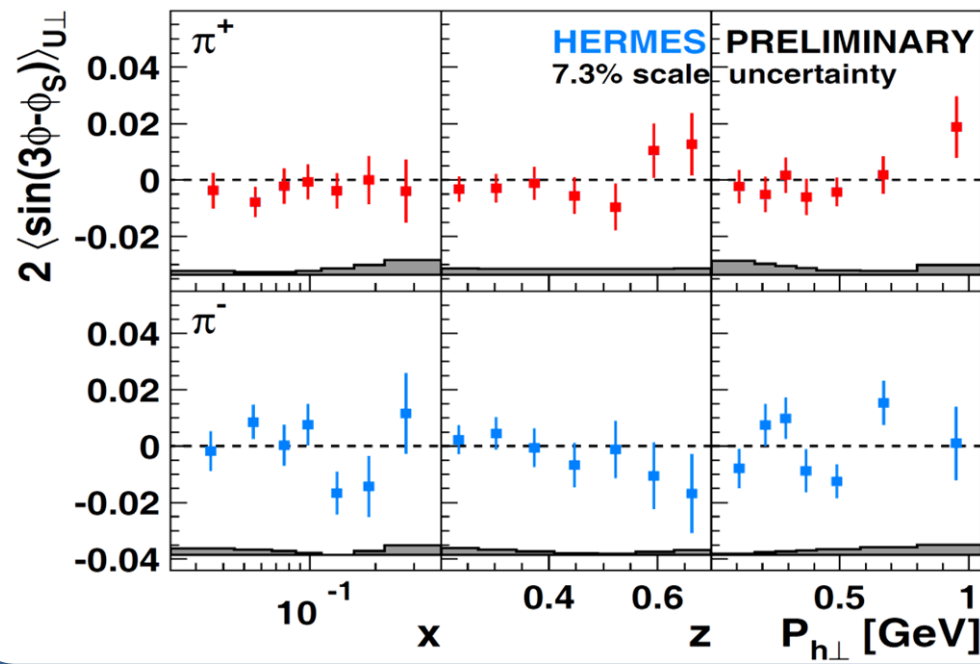 2 ⟨sin(3ϕ-ϕS)⟩U⊥
π+
HERMES PRELIMINARY
7.3% scale uncertainty
0.04
0.02
0
-0.02
π-
0.04
0.02
0
-0.02
-0.04
10 -1
0.4 0.6
0.5 1
x
z
Ph⊥ [GeV]